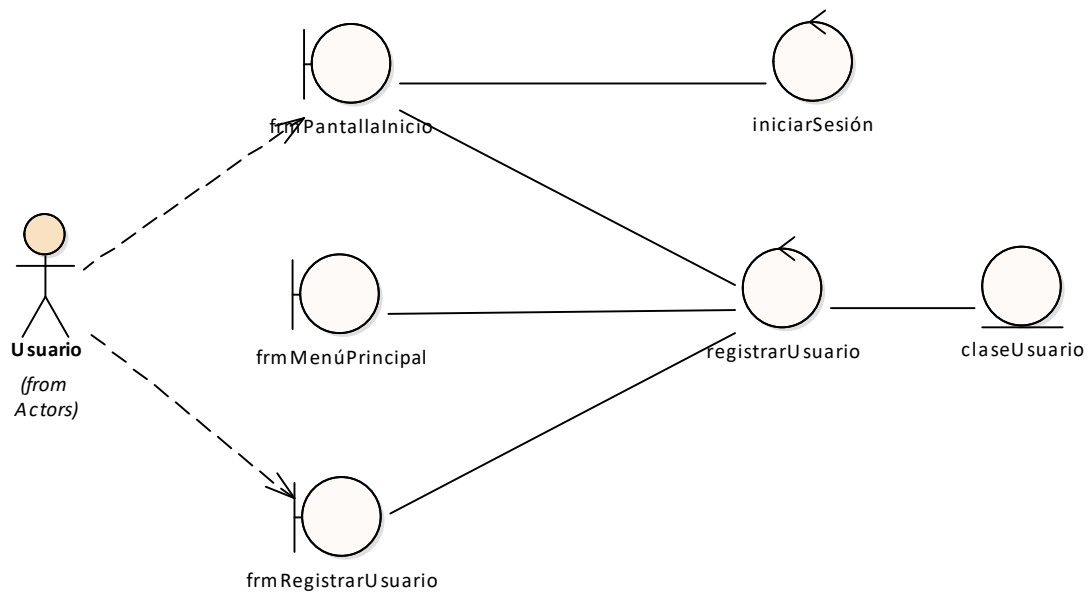 frmPantallaInicio
iniciarSesión
Usuario
(from
Actors)
frmMenúPrincipal
registrarUsuario
claseUsuario
frmRegistrarUsuario